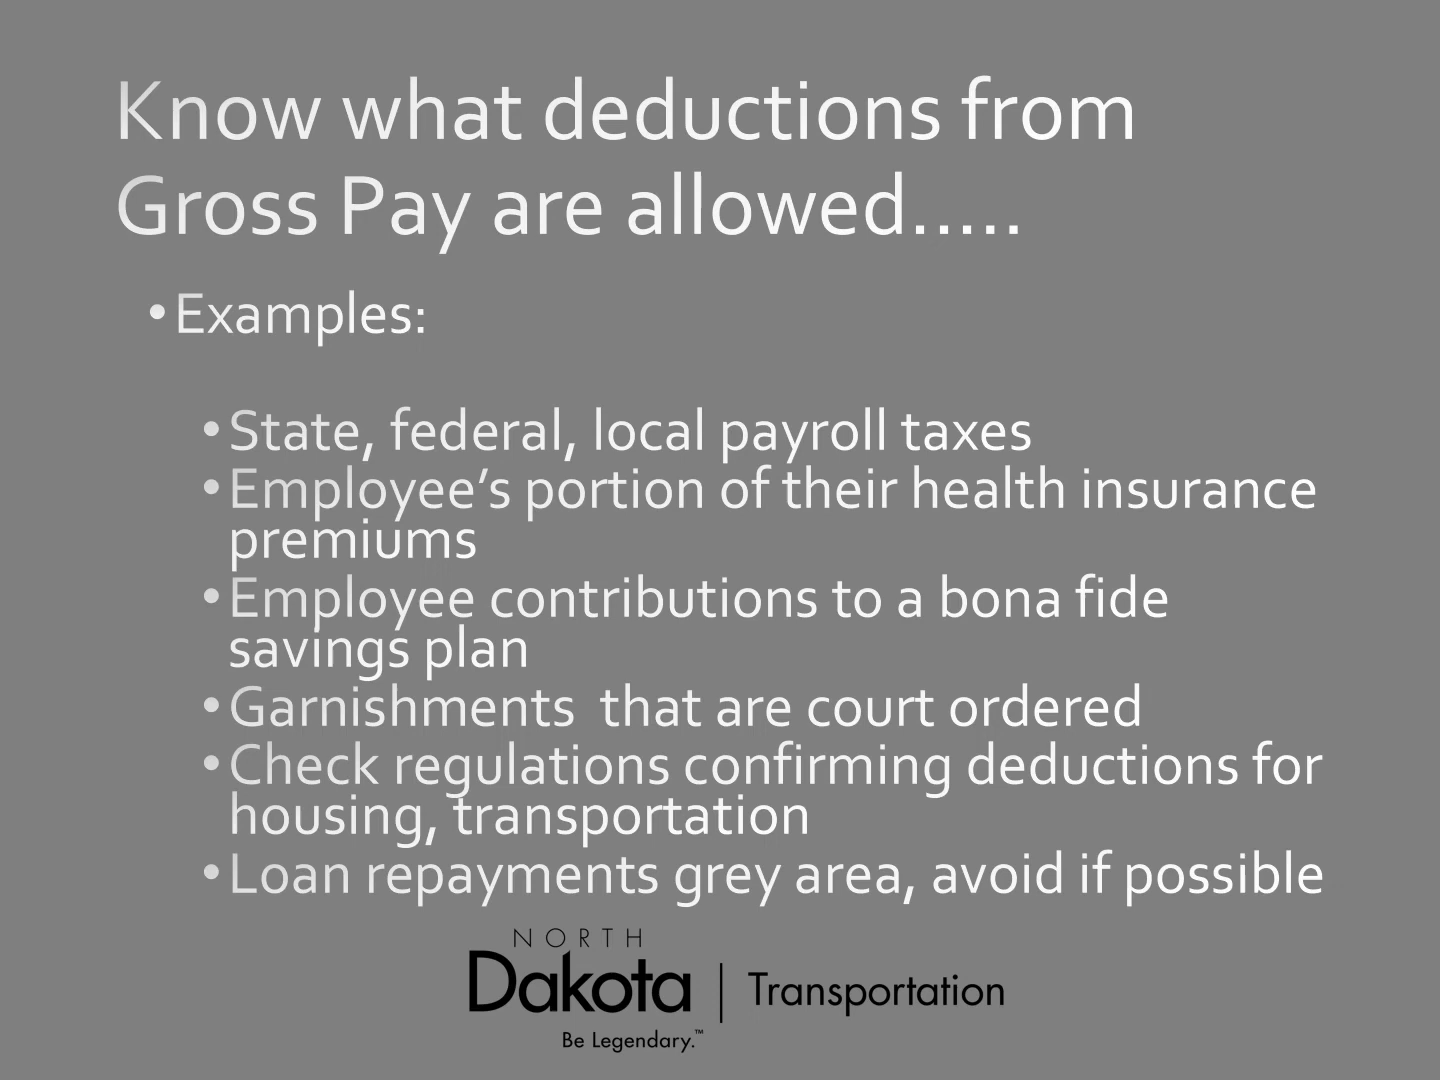 Know what deductions from
Gross Pay are allowed.....
•Examples:
•State, federal, local payroll taxes
•Employee’s portion of their health insurance
premiums
•Employee contributions to a bona fide
savings plan
•Garnishments  that are court ordered
•Check regulations confirming deductions for
housing, transportation
•Loan repayments grey area, avoid if possible
NORTH
Dakota | Transportation
Be Legendary.™